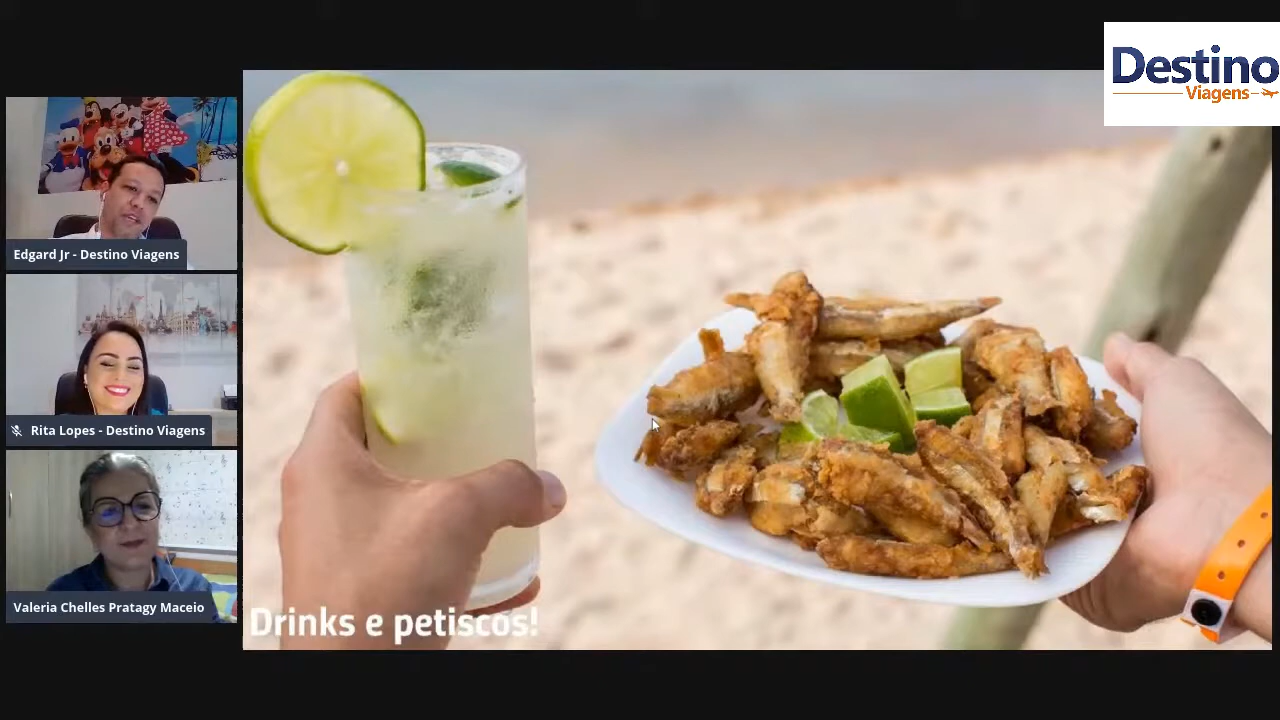 Destino
Viagens
Edgard Jr - Destino Viagens
Rita Lopes - Destino Viagens
Valeria Chelles Pratagy Maceio
Drinks e petiscos!